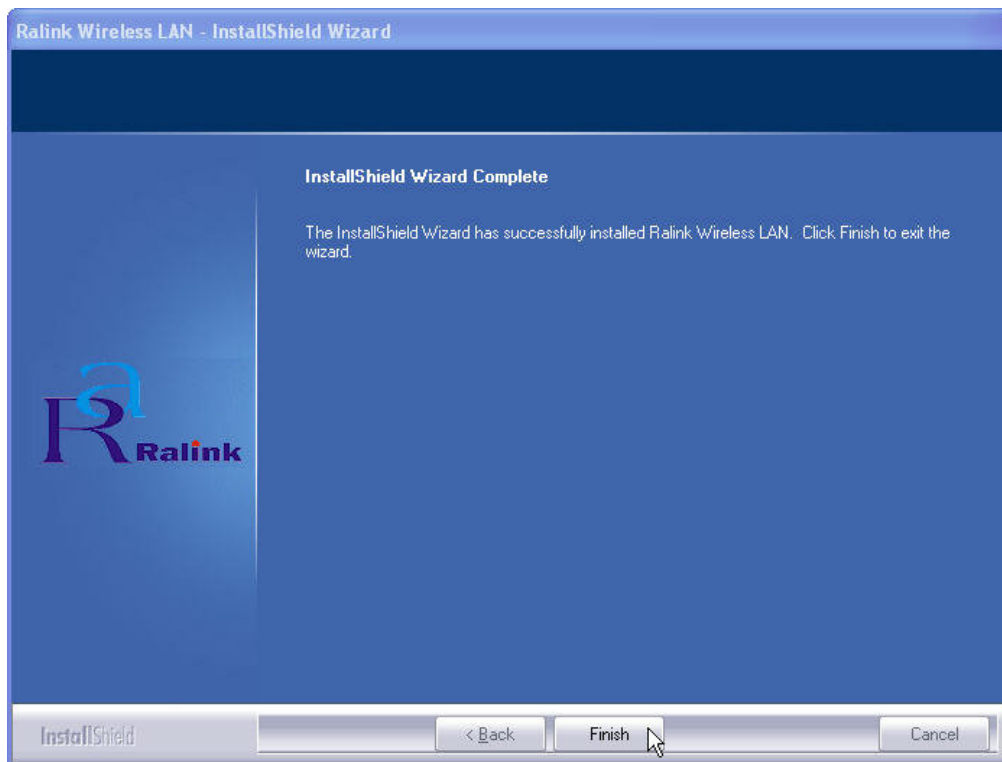 Ralink Wireless LAN - InstallShield Wizard
InstallShield Wizard Complete
The InstallShield Wizard has successfully installed Ralink Wireless LAN.  Click Finish to exit the
wizard.
Ra
Ralink
InstallShield
< Back
Finish
Cancel